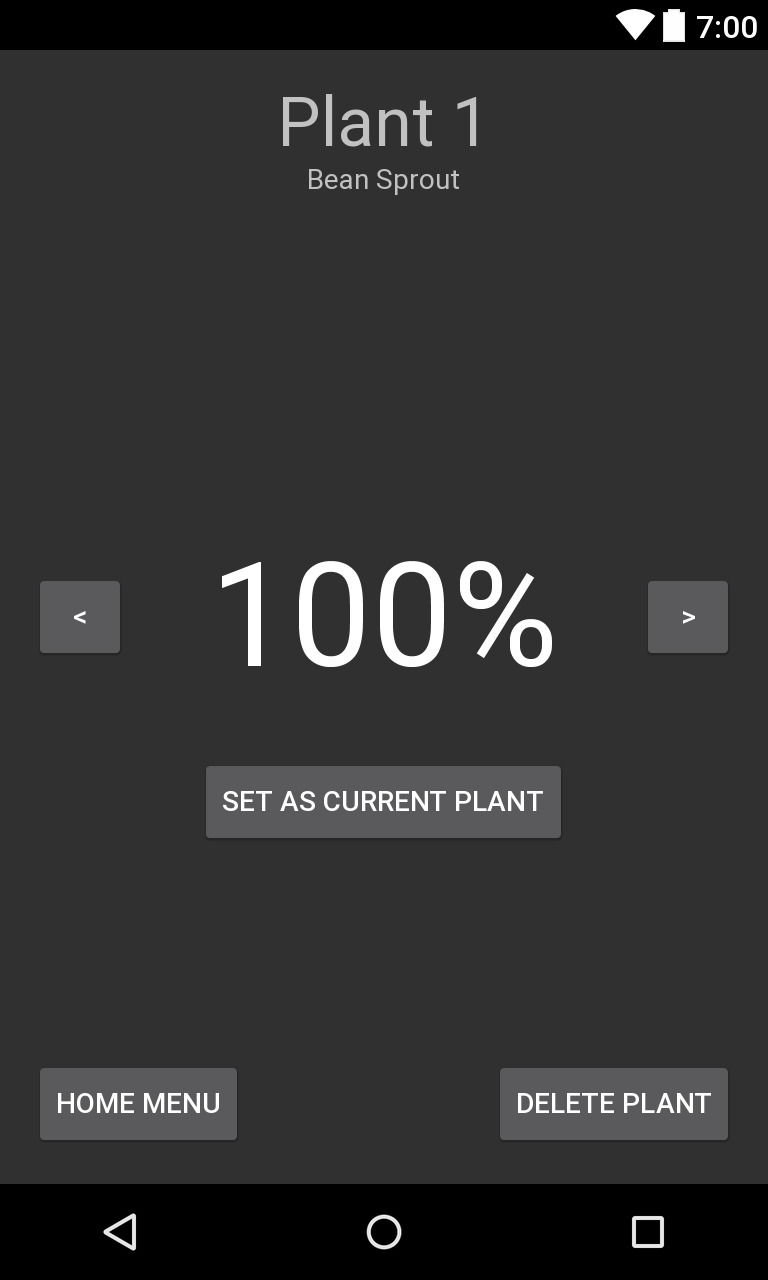 7:00
Plant 1
Bean Sprout
< 100% >
SET AS CURRENT PLANT
HOME MENU DELETE PLANT